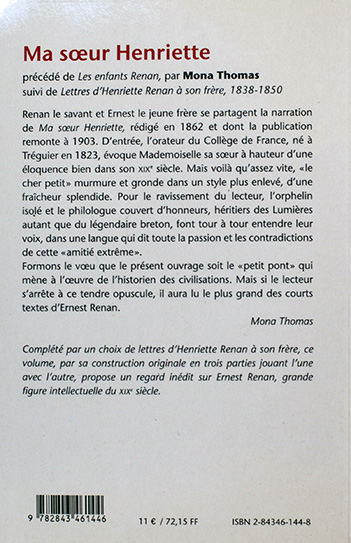 Ma sœur Henriette
précédé de Les enfants Renan, par Mona Thomas
suivi de Lettres d'Henriette Renan à son frère, 1838-1850
Renan le savant et Ernest le jeune frère se partagent la narration
de Ma sœur Henriette, rédigé en 1862 et dont la publication
remonte à 1903. D'entrée, l'orateur du Collège de France, né à
Tréguier en 1823, évoque Mademoiselle sa sœur à hauteur d'une
éloquence bien dans son XIXe siècle. Mais voilà qu'assez vite, «le
cher petit» murmure et gronde dans un style plus enlevé, d'une
fraîcheur splendide. Pour le ravissement du lecteur, l'orphelin
isolé et le philologue couvert d'honneurs, héritiers des Lumières
autant que du légendaire breton, font tour à tour entendre leur
voix, dans une langue qui dit toute la passion et les contradictions
de cette «amitié extrême».
Formons le vœu que le présent ouvrage soit le «petit pont» qui
mène à l'œuvre de l'historien des civilisations. Mais si le lecteur
s'arrête à ce tendre opuscule, il aura lu le plus grand des courts
textes d'Ernest Renan.
Mona Thomas
Complété par un choix de lettres d'Henriette Renan à son frère, ce
volume, par sa construction originale en trois parties jouant l'une
avec l'autre, propose un regard inédit sur Ernest Renan, grande
figure intellectuelle du XIXe siècle.
9 782843 461446
11 € / 72,15 FF
ISBN 2-84346-144-8